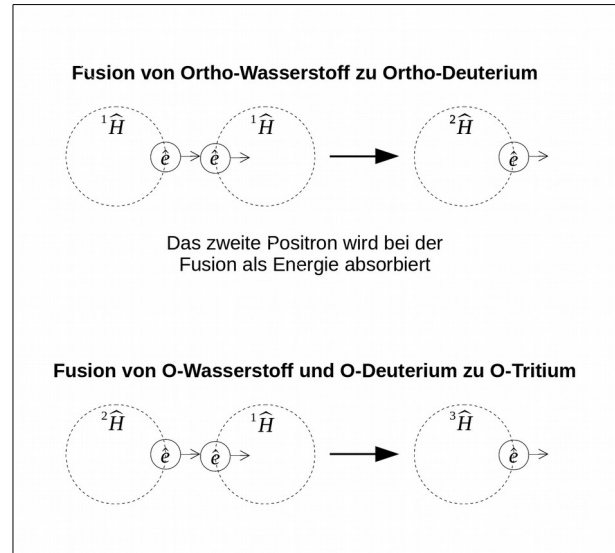 Fusion von Ortho-Wasserstoff zu Ortho-Deuterium
¹Ĥ ¹Ĥ ²Ĥ
ê ê ê
Das zweite Positron wird bei der
Fusion als Energie absorbiert
Fusion von O-Wasserstoff und O-Deuterium zu O-Tritium
²Ĥ ¹Ĥ ³Ĥ
ê ê ê